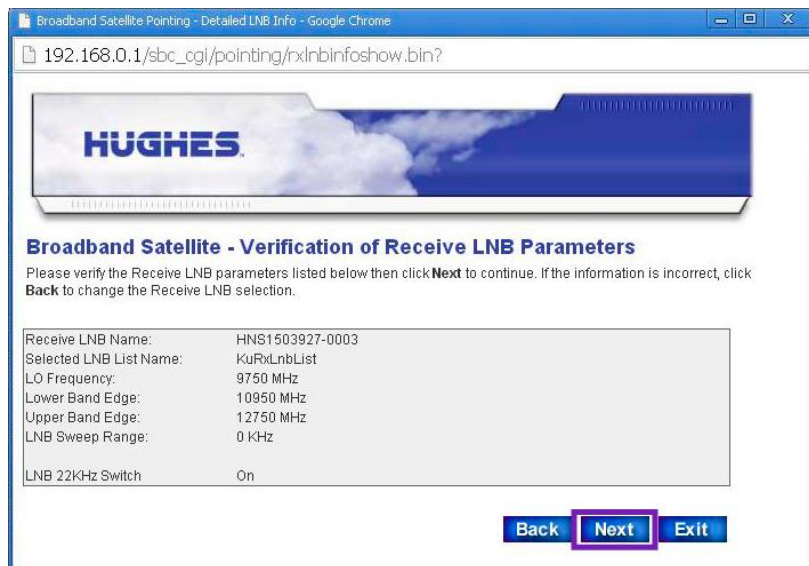 Broadband Satellite Pointing - Detailed LNB Info - Google Chrome
192.168.0.1/sbc_cgi/pointing/rxlnbinfoshow.bin?
HUGHES
Broadband Satellite - Verification of Receive LNB Parameters
Please verify the Receive LNB parameters listed below then click Next to continue. If the information is incorrect, click
Back to change the Receive LNB selection.
Receive LNB Name: HNS1503927-0003
Selected LNB List Name: KuRxLnbList
LO Frequency: 9750 MHz
Lower Band Edge: 10950 MHz
Upper Band Edge: 12750 MHz
LNB Sweep Range: 0 KHz
LNB 22KHz Switch On
Back Next Exit